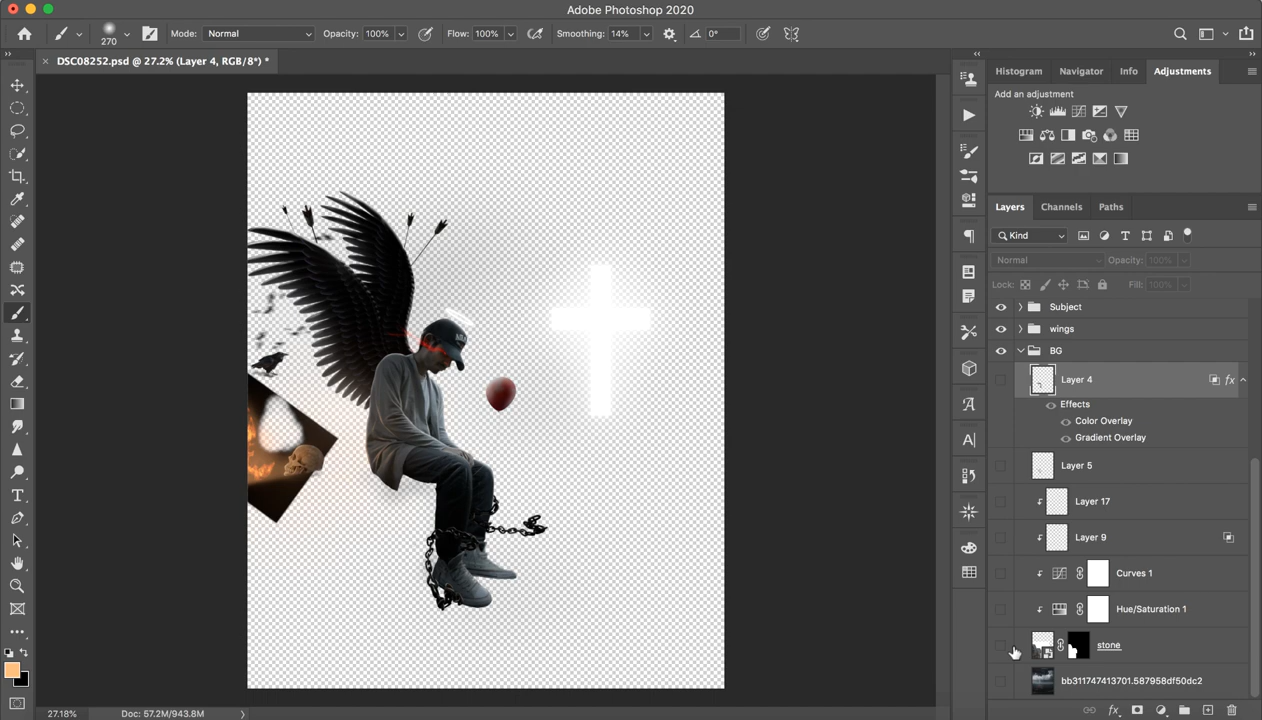 Adobe Photoshop 2020
270
Mode: Normal
Opacity: 100%
Flow: 100%
Smoothing: 14%
0°
DSC08252.psd @ 27.2% (Layer 4, RGB/8*) *
Histogram
Navigator
Info
Adjustments
Add an adjustment
Layers
Channels
Paths
Kind
Normal
Opacity: 100%
Lock:
Fill: 100%
Subject
wings
BG
Layer 4
fx
Effects
Color Overlay
Gradient Overlay
Layer 5
Layer 17
Layer 9
Curves 1
Hue/Saturation 1
stone
bb311747413701.587958df50dc2
27.18%
Doc: 57.2M/943.8M
fx